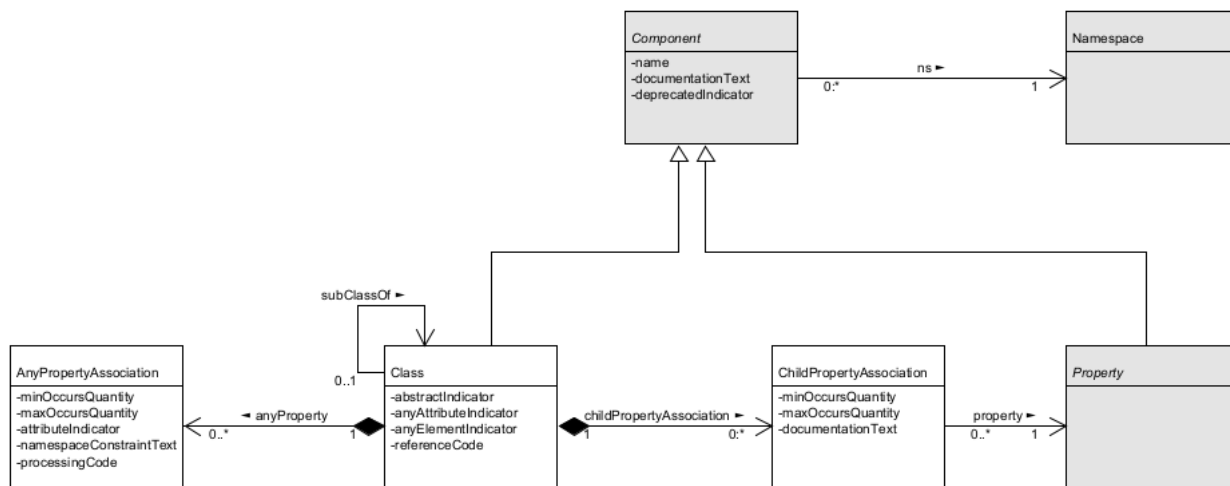 Component
-name
-documentationText
-deprecatedIndicator
ns ►
0:*
1
Namespace
subClassOf ►
0..1
AnyPropertyAssociation
-minOccursQuantity
-maxOccursQuantity
-attributeIndicator
-namespaceConstraintText
-processingCode
◄ anyProperty
0..*
1
Class
-abstractIndicator
-anyAttributeIndicator
-anyElementIndicator
-referenceCode
childPropertyAssociation ►
1
0:*
ChildPropertyAssociation
-minOccursQuantity
-maxOccursQuantity
-documentationText
property ►
0..*
1
Property